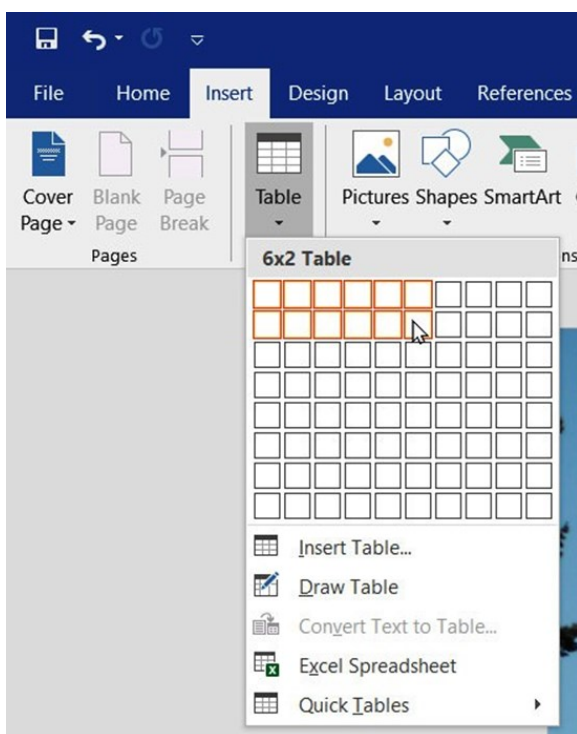 File Home Insert Design Layout References
Cover Blank Page Table Pictures Shapes SmartArt
Page Page Break
Pages
6x2 Table
Insert Table...
Draw Table
Convert Text to Table...
Excel Spreadsheet
Quick Tables